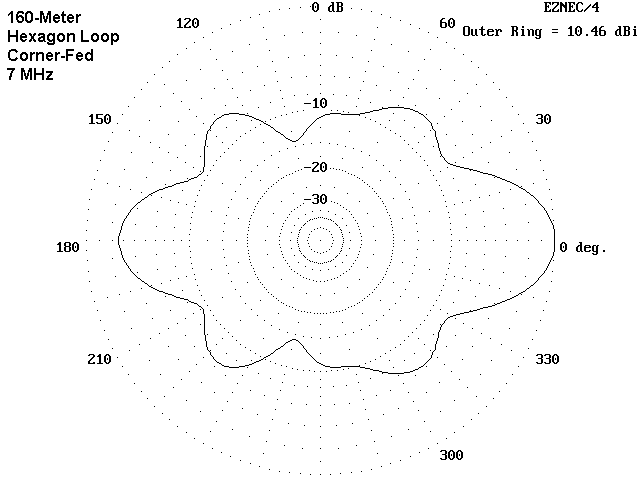 160-Meter
Hexagon Loop
Corner-Fed
7 MHz
0 dB
EZNEC/4
Outer Ring = 10.46 dBi
120
60
150
30
-10
-20
-30
180
0 deg.
210
330
300